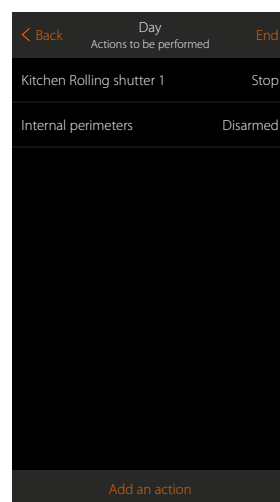 Back
Day
End
Actions to be performed
Kitchen Rolling shutter 1 Stop
Internal perimeters Disarmed
Add an action